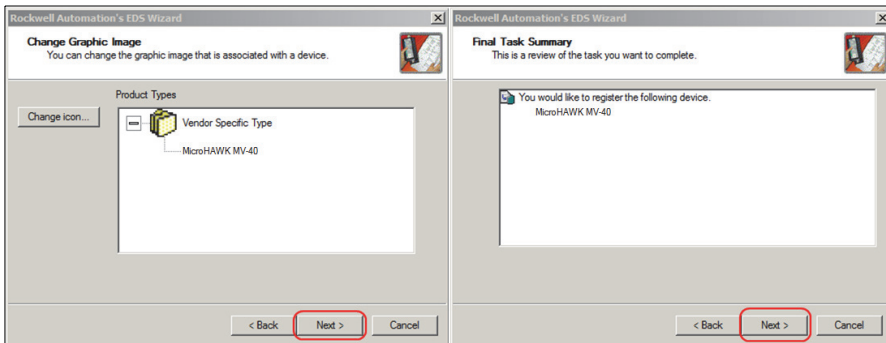 Rockwell Automation's EDS Wizard
Change Graphic Image
You can change the graphic image that is associated with a device.
Product Types
Change icon...
Vendor Specific Type
MicroHAWK MV-40
< Back
Next >
Cancel
Rockwell Automation's EDS Wizard
Final Task Summary
This is a review of the task you want to complete.
You would like to register the following device.
MicroHAWK MV-40
< Back
Next >
Cancel